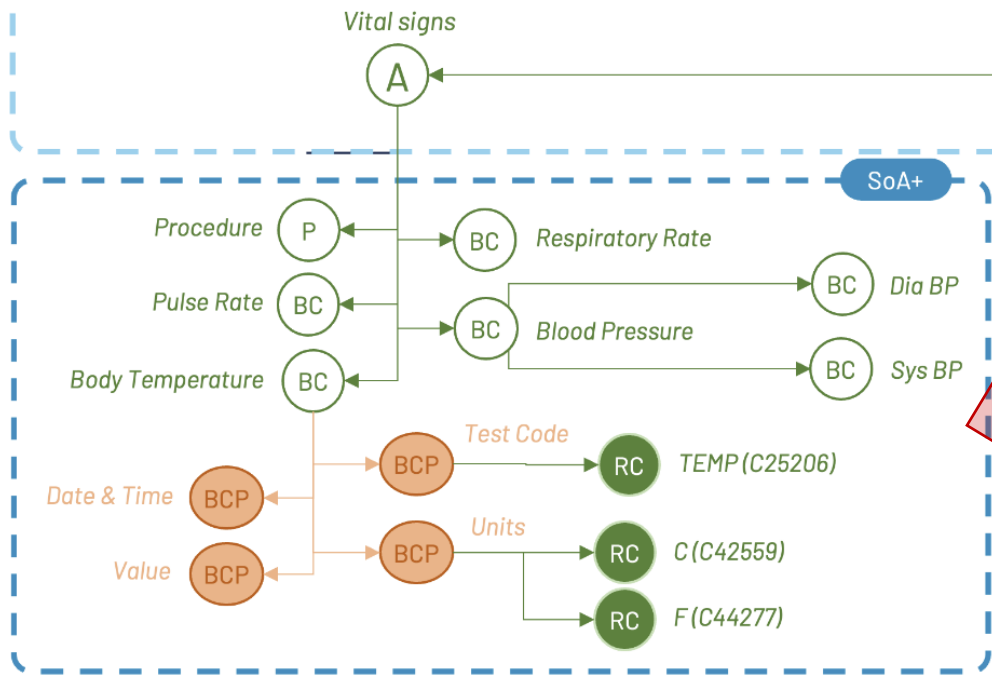 Vital signs
A
SoA+
Procedure
P
BC
Respiratory Rate
Pulse Rate
BC
BC
Blood Pressure
BC
Dia BP
BC
Sys BP
Body Temperature
BC
Test Code
BCP
RC
TEMP (C25206)
Date & Time
BCP
Units
BCP
RC
C (C42559)
Value
BCP
RC
F (C44277)